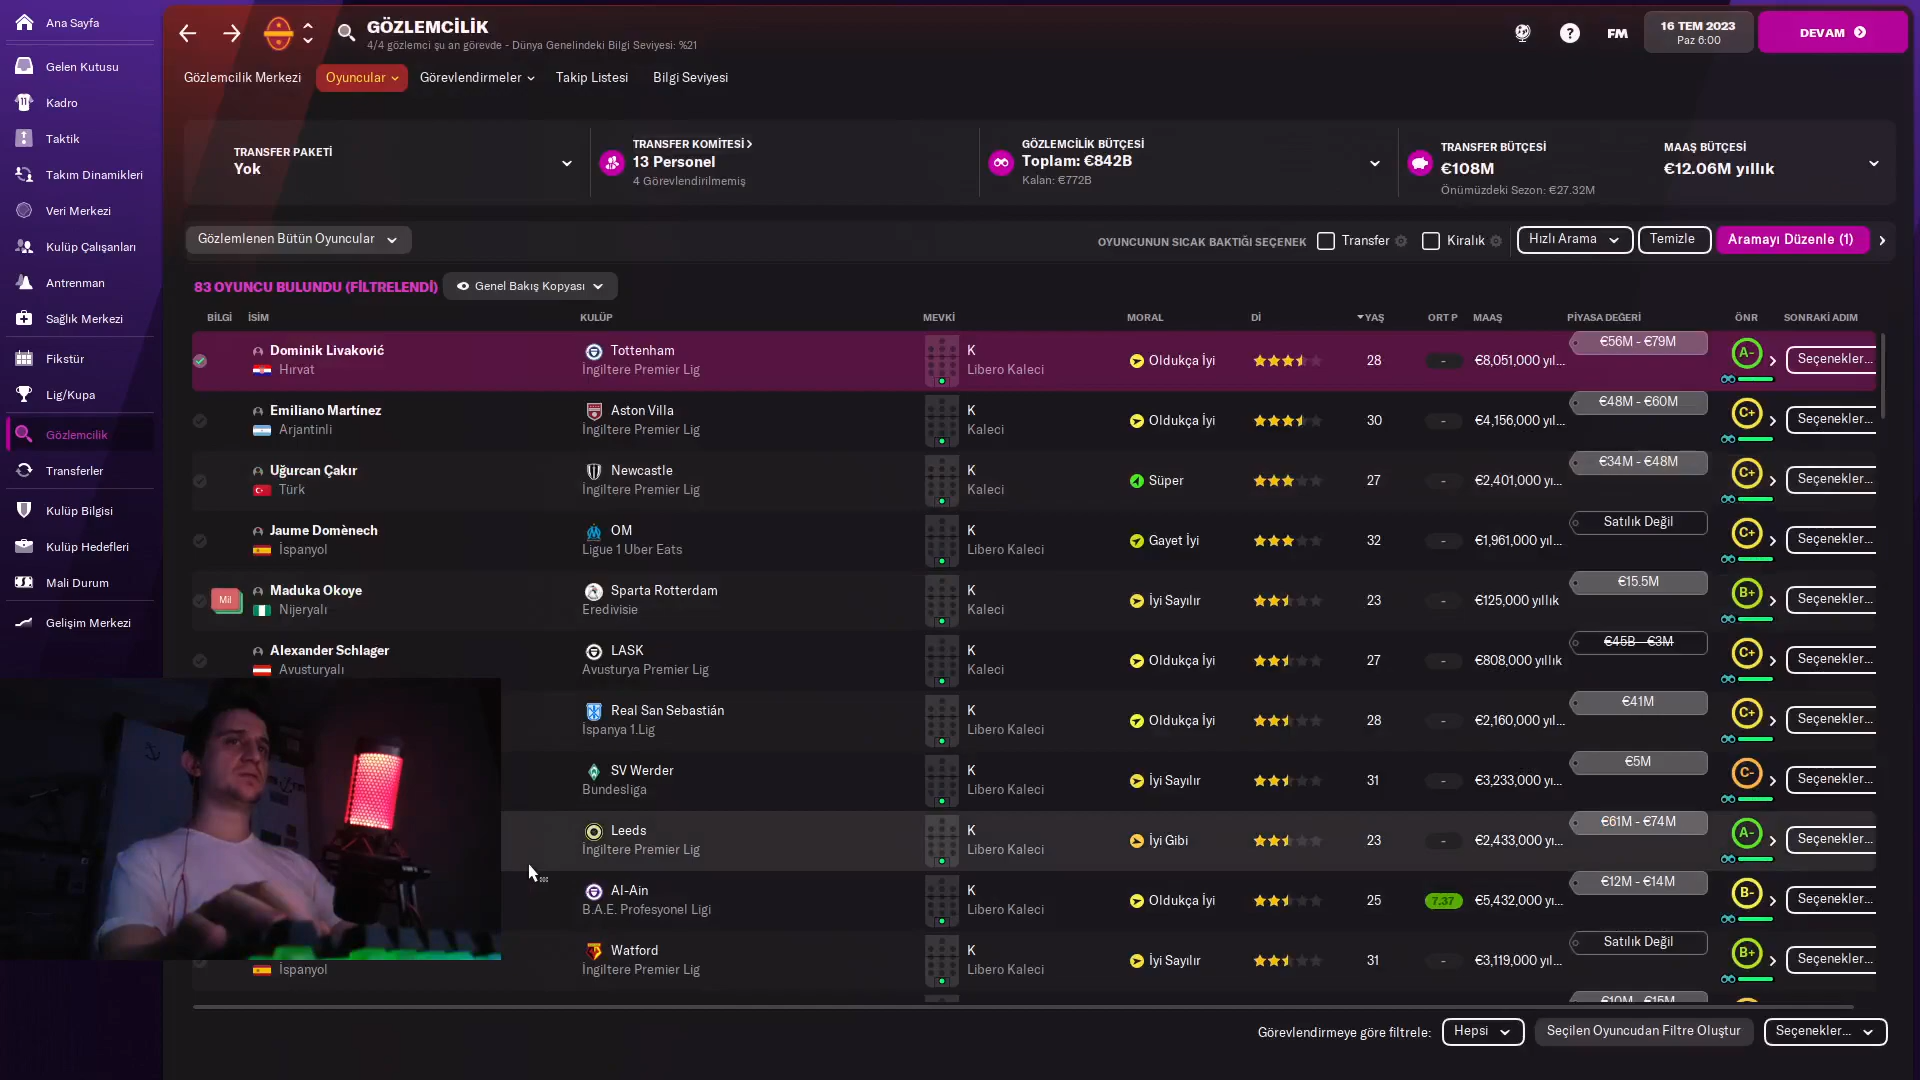 Ana Sayfa
Gelen Kutusu
Kadro
Taktik
Takım Dinamikleri
Veri Merkezi
Kulüp Çalışanları
Antrenman
Sağlık Merkezi
Fikstür
Lig/Kupa
Gözlemcilik
Transferler
Kulüp Bilgisi
Kulüp Hedefleri
Mali Durum
Gelişim Merkezi
GÖZLEMCİLİK
4/4 gözlemci şu an görevde - Dünya Genelindeki Bilgi Seviyesi: %21
? FM
16 TEM 2023
Paz 6:00
DEVAM
Gözlemcilik Merkezi Oyuncular Görevlendirmeler Takip Listesi Bilgi Seviyesi
TRANSFER PAKETİ
Yok
TRANSFER KOMİTESİ
13 Personel
4 Görevlendirilmemiş
GÖZLEMCİLİK BÜTÇESİ
Toplam: €842B
Kalan: €772B
TRANSFER BÜTÇESİ
€108M
Önümüzdeki Sezon: €27.32M
MAAŞ BÜTÇESİ
€12.06M yıllık
Gözlemlenen Bütün Oyuncular OYUNCUNUN SICAK BAKTIĞI SEÇENEK Transfer Kiralık Hızlı Arama Temizle Aramayı Düzenle (1)
83 OYUNCU BULUNDU (FİLTRELENDİ) Genel Bakış Kopyası
BİLGİ İSİM KULÜP MEVKİ MORAL Dİ YAŞ ORT P MAAŞ PİYASA DEĞERİ ÖNR SONRAKİ ADIM
Dominik Livaković Tottenham K Oldukça İyi 28 - €8,051,000 yıl... €56M - €79M A- Seçenekler...
Hırvat İngiltere Premier Lig Libero Kaleci
Emiliano Martínez Aston Villa K Oldukça İyi 30 - €4,156,000 yıl... €48M - €60M C+ Seçenekler...
Arjantinli İngiltere Premier Lig Kaleci
Uğurcan Çakır Newcastle K Süper 27 - €2,401,000 yı... €34M - €48M C+ Seçenekler...
Türk İngiltere Premier Lig Kaleci
Jaume Domènech OM K Gayet İyi 32 - €1,961,000 yıl... Satılık Değil C+ Seçenekler...
İspanyol Ligue 1 Uber Eats Libero Kaleci
Mil Maduka Okoye Sparta Rotterdam K İyi Sayılır 23 - €125,000 yıllık €15.5M B+ Seçenekler...
Nijeryalı Eredivisie Kaleci
Alexander Schlager LASK K Oldukça İyi 27 - €808,000 yıllık €45B - €3M C+ Seçenekler...
Avusturyalı Avusturya Premier Lig Kaleci
Real San Sebastián K Oldukça İyi 28 - €2,160,000 yıl... €41M C+ Seçenekler...
İspanya 1.Lig Libero Kaleci
SV Werder K İyi Sayılır 31 - €3,233,000 yı... €5M C- Seçenekler...
Bundesliga Libero Kaleci
Leeds K İyi Gibi 23 - €2,433,000 yı... €61M - €74M A- Seçenekler...
İngiltere Premier Lig Libero Kaleci
Al-Ain K Oldukça İyi 25 7.37 €5,432,000 yı... €12M - €14M B- Seçenekler...
B.A.E. Profesyonel Ligi Libero Kaleci
Watford K İyi Sayılır 31 - €3,119,000 yıl... Satılık Değil B+ Seçenekler...
İspanyol İngiltere Premier Lig Libero Kaleci
€10M - €15M
Görevlendirmeye göre filtrele: Hepsi Seçilen Oyuncudan Filtre Oluştur Seçenekler...